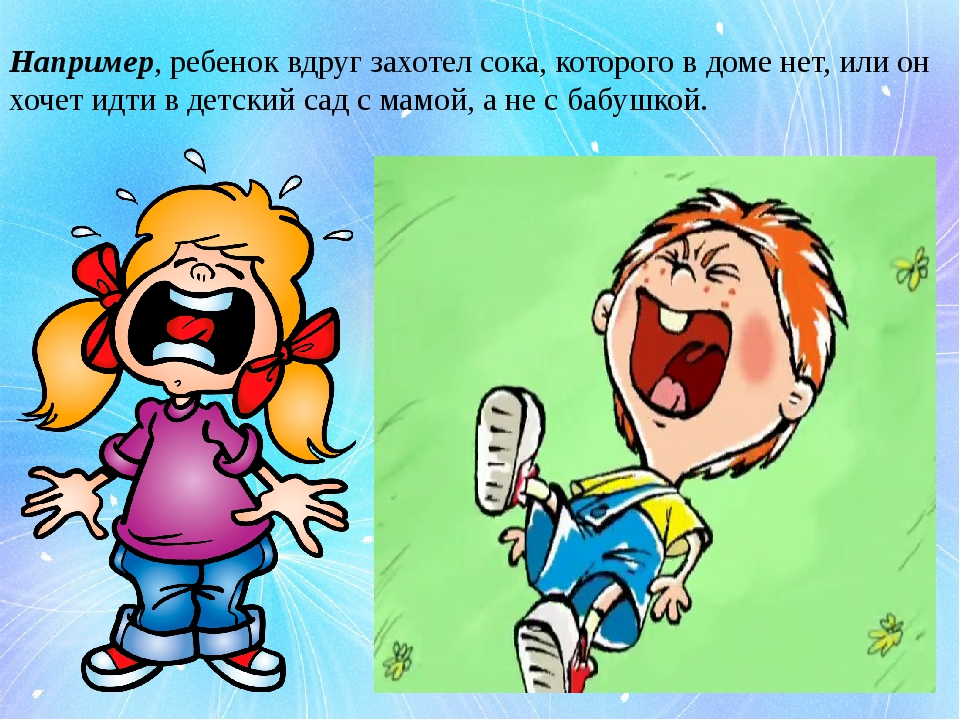 Например, ребенок вдруг захотел сока, которого в доме нет, или он
хочет идти в детский сад с мамой, а не с бабушкой.